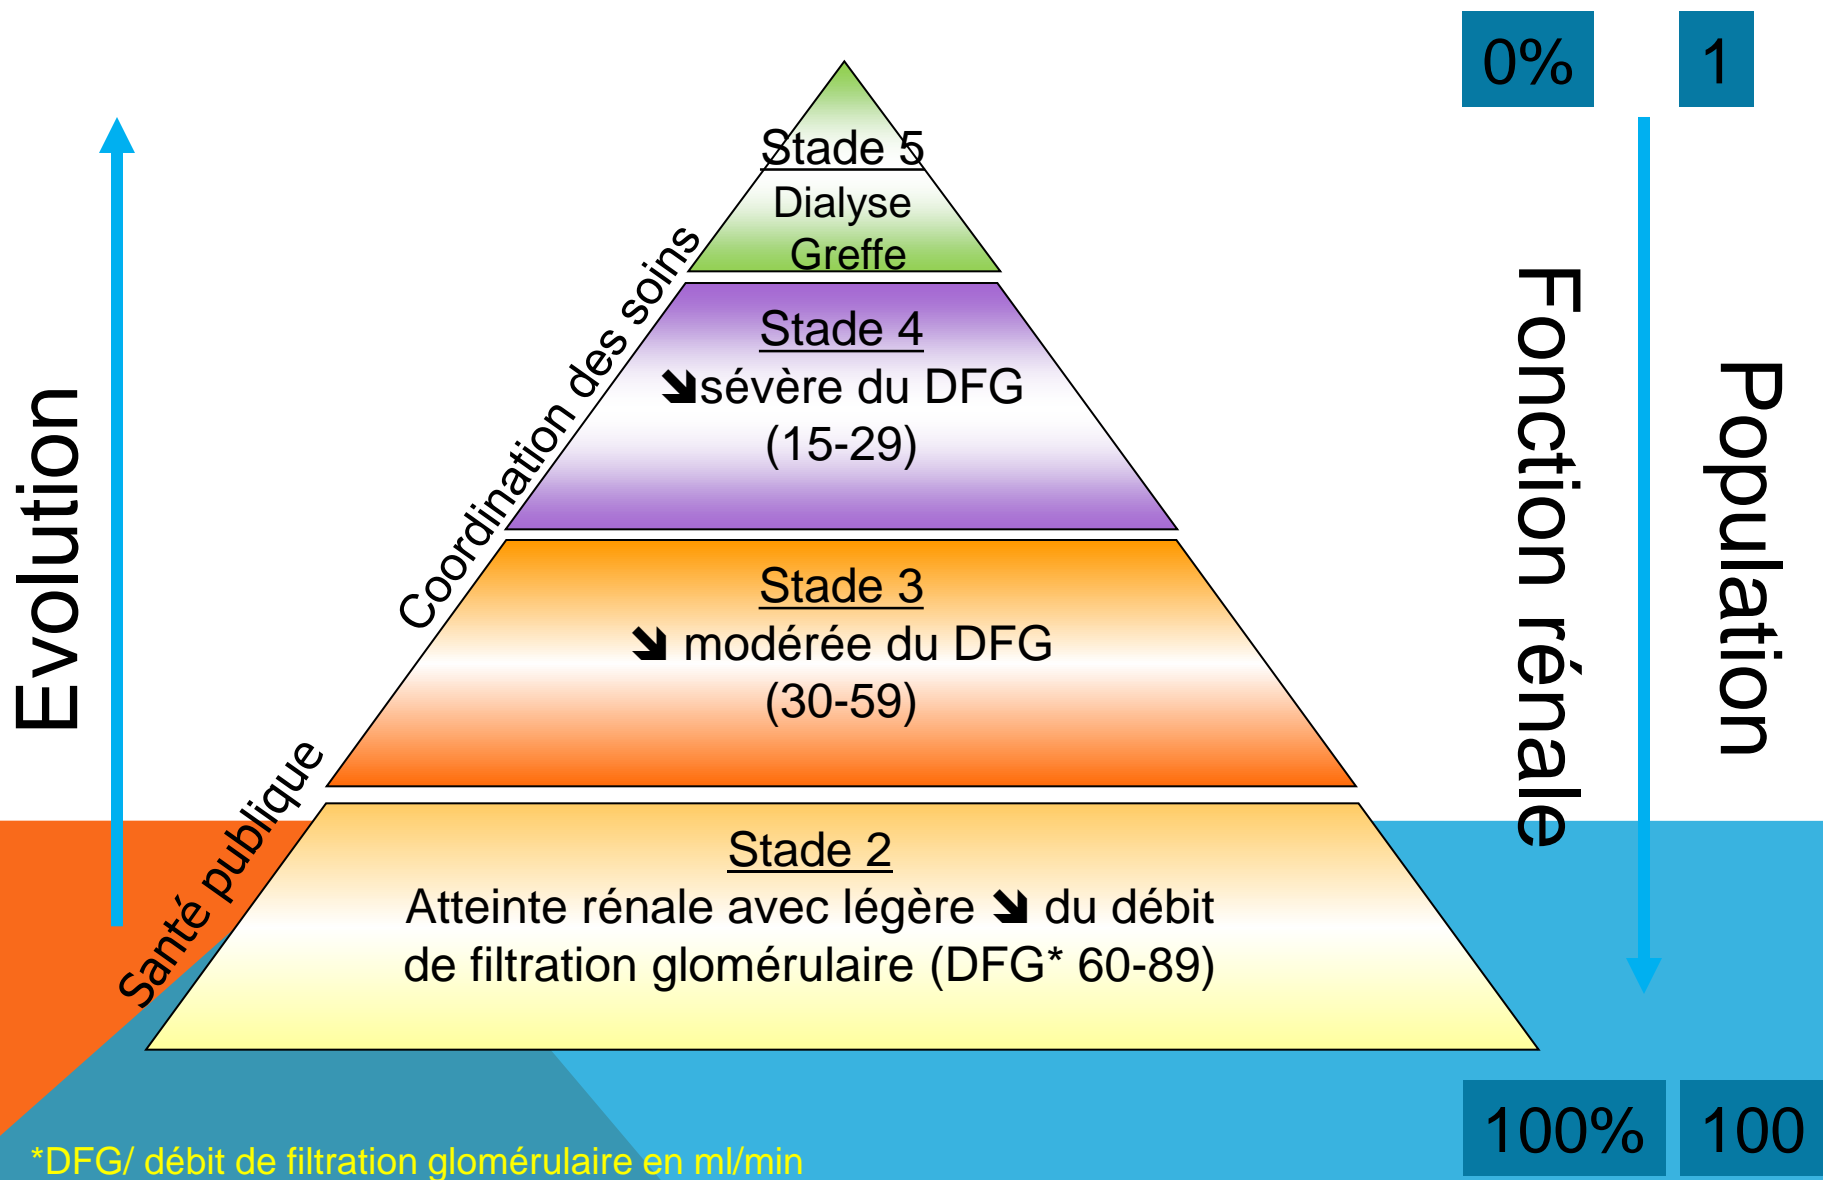 0%
1
Stade 5
Dialyse
Greffe
Coordination des soins
Stade 4
➘sévère du DFG
(15-29)
Evolution
Fonction rénale
Population
Stade 3
➘ modérée du DFG
(30-59)
Santé publique
Stade 2
Atteinte rénale avec légère ➘ du débit
de filtration glomérulaire (DFG* 60-89)
100%
100
*DFG/ débit de filtration glomérulaire en ml/min